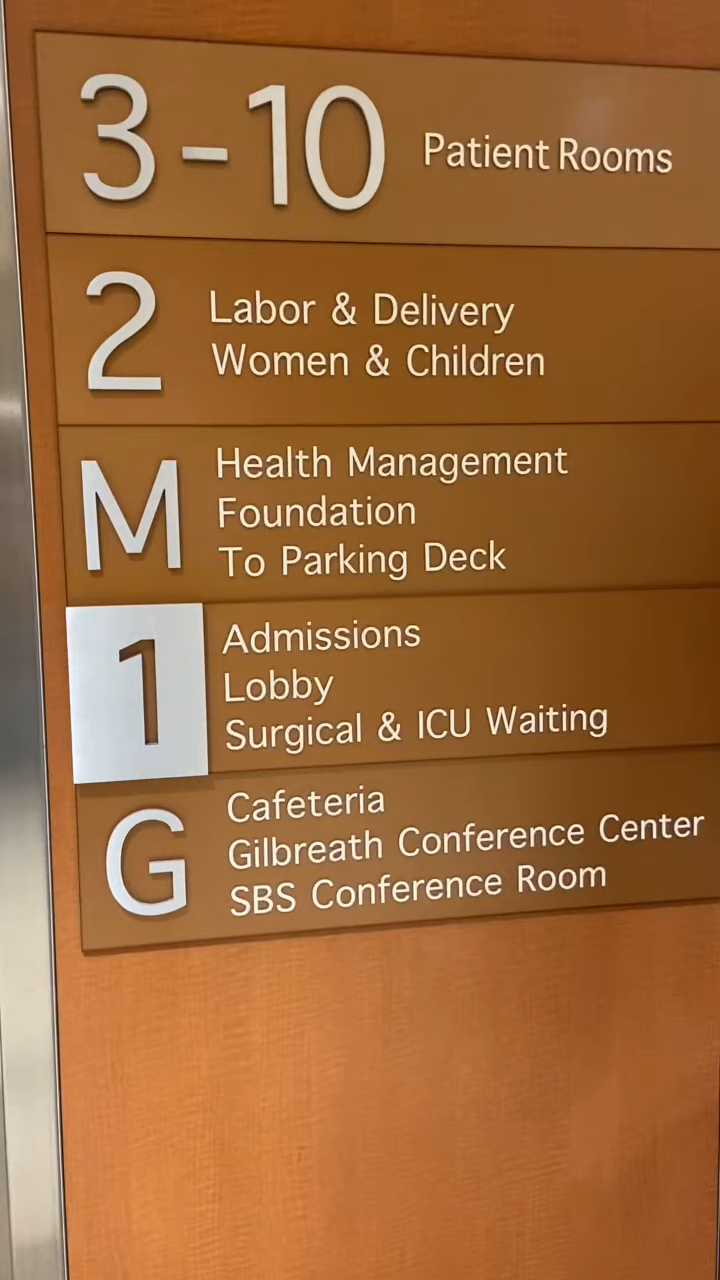 3-10 Patient Rooms
2 Labor & Delivery
Women & Children
M Health Management
Foundation
To Parking Deck
1 Admissions
Lobby
Surgical & ICU Waiting
G Cafeteria
Gilbreath Conference Center
SBS Conference Room